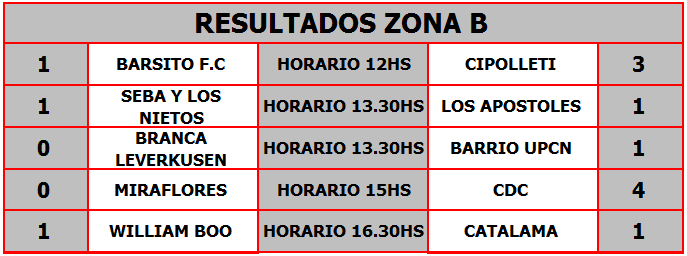 RESULTADOS ZONA B
1 BARSITO F.C HORARIO 12HS CIPOLLETI 3
1 SEBA Y LOS NIETOS HORARIO 13.30HS LOS APOSTOLES 1
0 BRANCA LEVERKUSEN HORARIO 13.30HS BARRIO UPCN 1
0 MIRAFLORES HORARIO 15HS CDC 4
1 WILLIAM BOO HORARIO 16.30HS CATALAMA 1